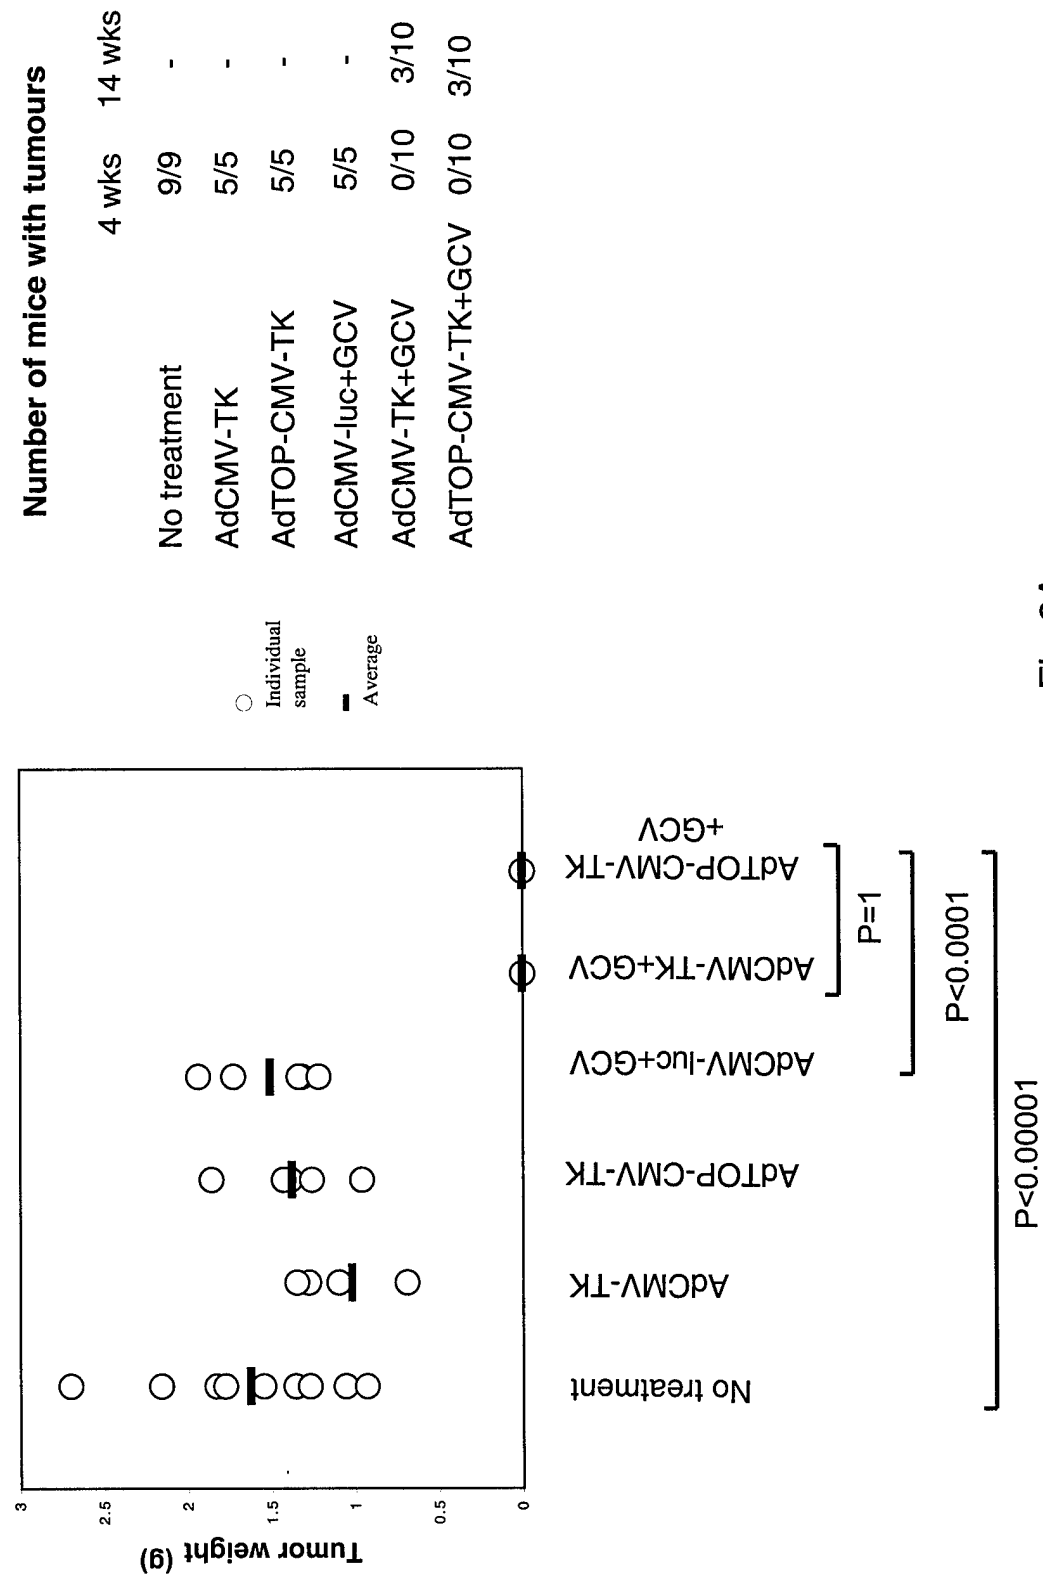 Number of mice with tumours
4 wks 14 wks
No treatment 9/9 -
AdCMV-TK 5/5 -
AdTOP-CMV-TK 5/5 -
AdCMV-luc+GCV 5/5 -
AdCMV-TK+GCV 0/10 3/10
AdTOP-CMV-TK+GCV 0/10 3/10
Individual
sample
Average
Tumor weight (g)
3
2.5
2
1.5
1
0.5
0
No treatment
AdCMV-TK
AdTOP-CMV-TK
AdCMV-luc+GCV
AdCMV-TK+GCV
AdTOP-CMV-TK
+GCV
P=1
P<0.0001
P<0.00001